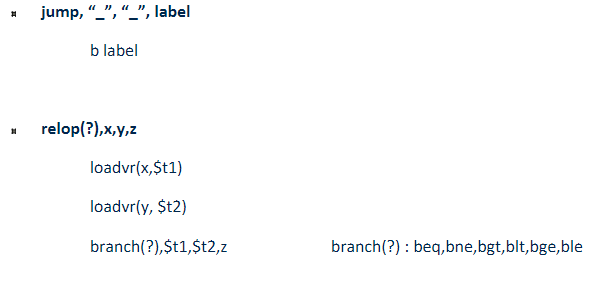 jump, “_”, “_”, label
b label
relop(?),x,y,z
loadvr(x,$t1)
loadvr(y, $t2)
branch(?),$t1,$t2,z branch(?) : beq,bne,bgt,blt,bge,ble